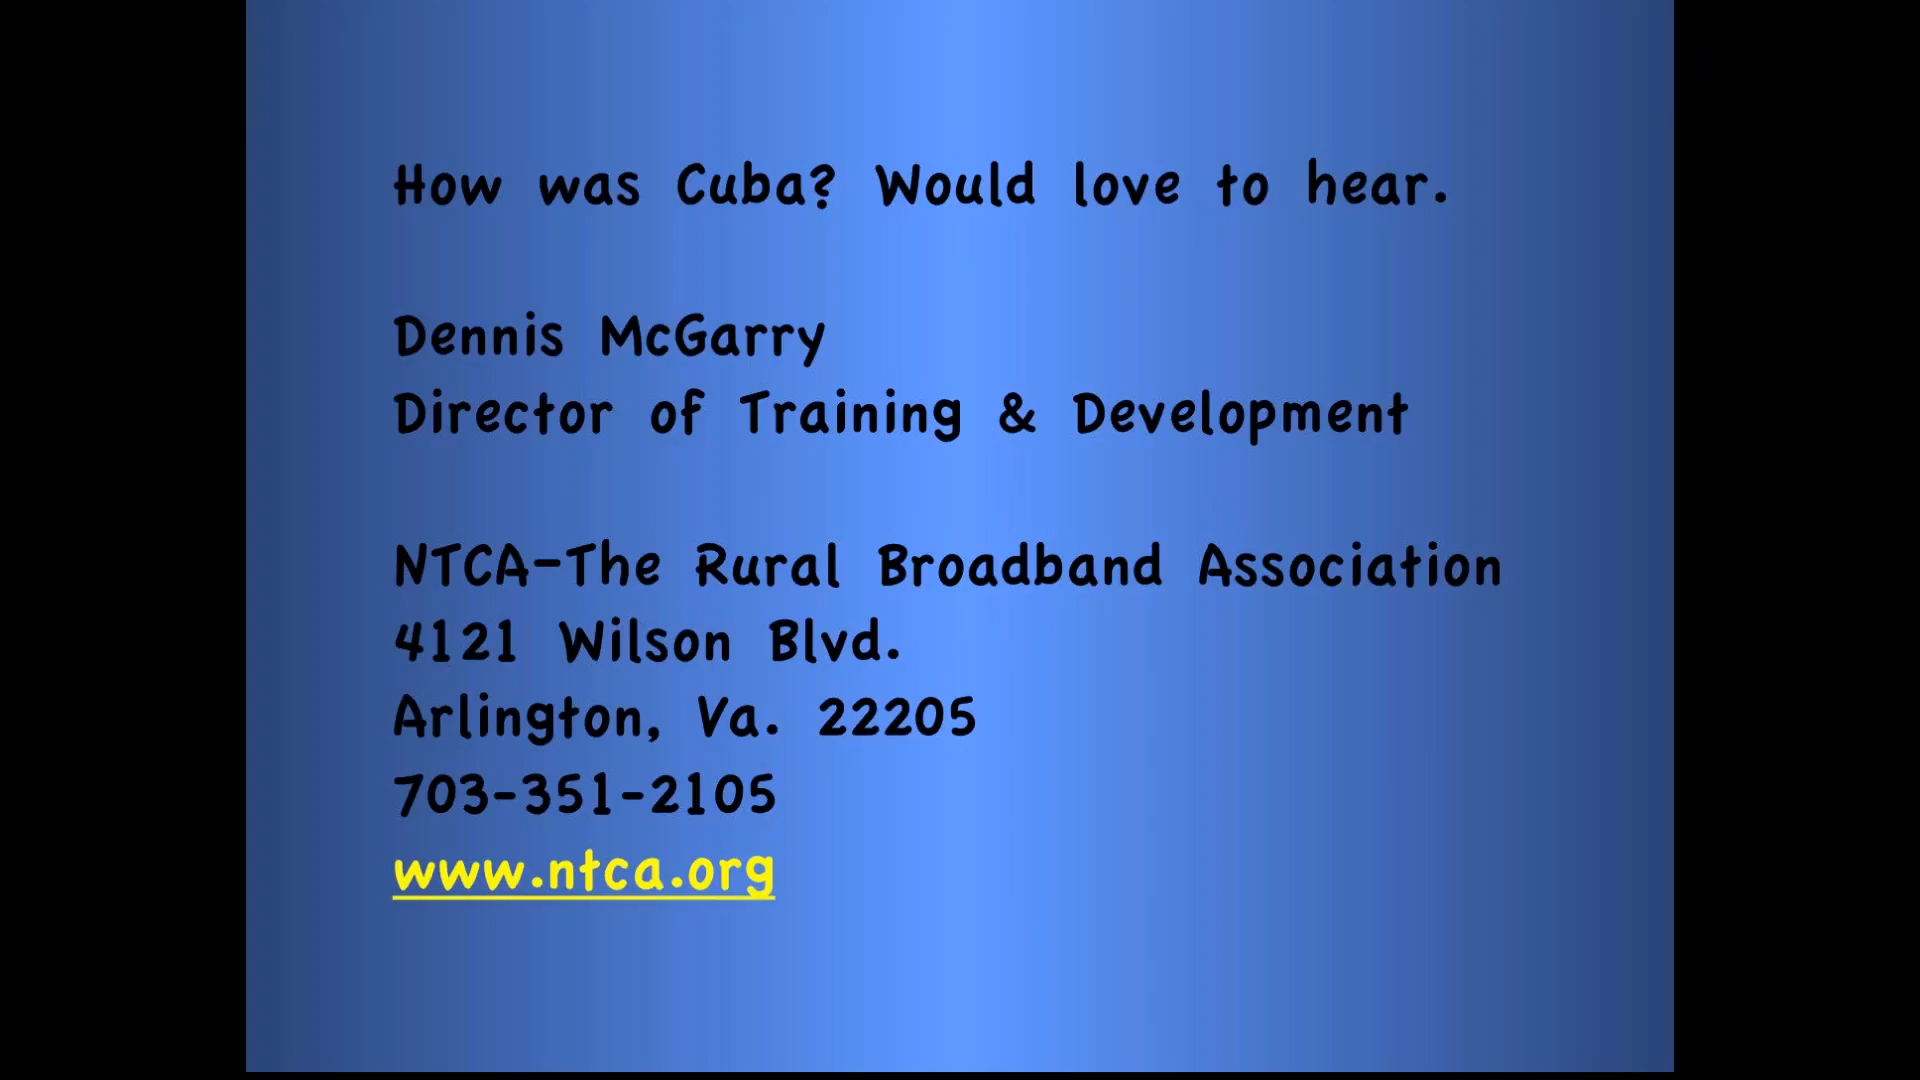 How was Cuba? Would love to hear.
Dennis McGarry
Director of Training & Development
NTCA-The Rural Broadband Association
4121 Wilson Blvd.
Arlington, Va. 22205
703-351-2105
www.ntca.org